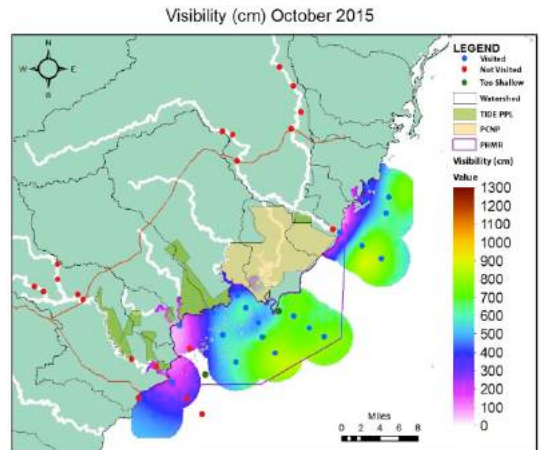 Visibility (cm) October 2015
N
W E
S
LEGEND
Visited
Not Visited
Too Shallow
Watershed
TIDE PPL
PCNP
PHMR
Visibility (cm)
Value
1300
1200
1100
1000
900
800
700
600
500
400
300
200
100
0
Miles
0 1 2 4 6 8